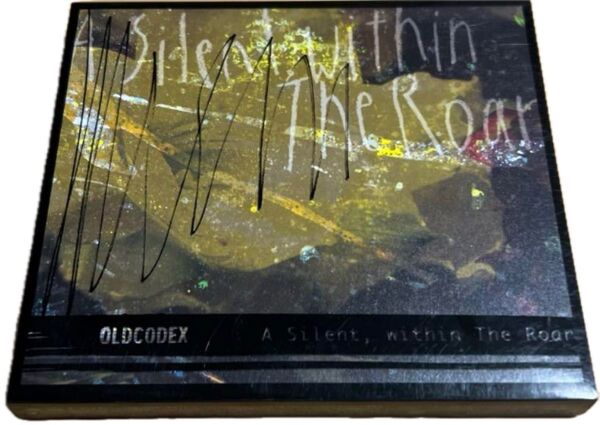 A Silent, within
The Roar
OLDCODEX A Silent, within The Roar